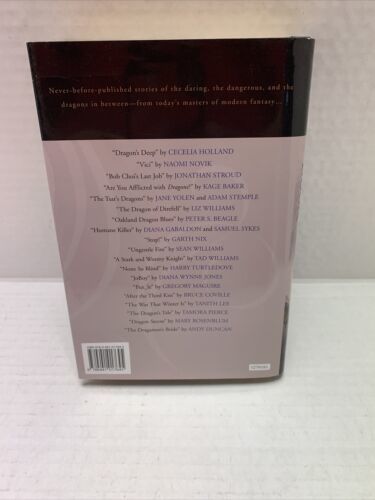 Never-before-published stories of the daring, the dangerous, and the
dragons in between—from today's masters of modern fantasy...
"Dragon's Deep" by CECELIA HOLLAND
"Vici" by NAOMI NOVIK
"Bob Choi's Last Job" by JONATHAN STROUD
"Are You Afflicted with Dragons?" by KAGE BAKER
"The Tsar's Dragons" by JANE YOLEN and ADAM STEMPLE
"The Dragon of Direfell" by LIZ WILLIAMS
"Oakland Dragon Blues" by PETER S. BEAGLE
"Humane Killer" by DIANA GABALDON and SAMUEL SYKES
"Stop!" by GARTH NIX
"Ungentle Fire" by SEAN WILLIAMS
"A Stark and Wormy Knight" by TAD WILLIAMS
"None So Blind" by HARRY TURTLEDOVE
"JoBoy" by DIANA WYNNE JONES
"Puz_le" by GREGORY MAGUIRE
"After the Third Kiss" by BRUCE COVILLE
"The War That Winter Is" by TANITH LEE
"The Dragon's Tale" by TAMORA PIERCE
"Dragon Storm" by MARY ROSENBLUM
"The Dragaman's Bride" by ANDY DUNCAN